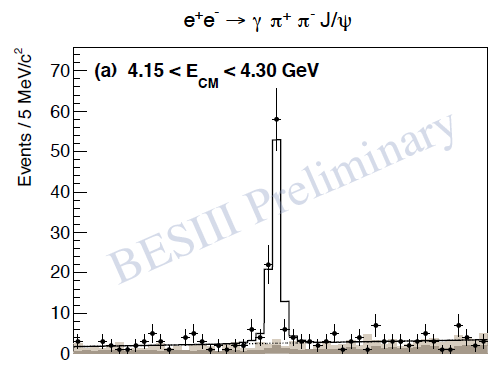 e⁺e⁻ → γ π⁺ π⁻ J/ψ
(a) 4.15 < E_CM < 4.30 GeV
Events / 5 MeV/c²
70
60
50
40
30
20
10
0
BESIII Preliminary